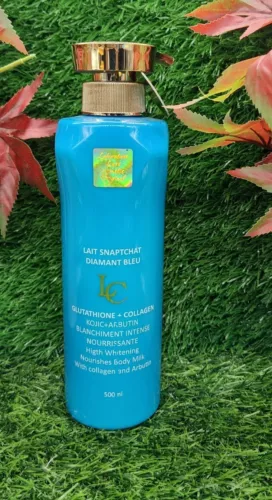 LAIT SNAPTCHAT
DIAMANT BLEU
LC
GLUTATHIONE + COLLAGEN
KOJIC+ARBUTIN
BLANCHIMENT INTENSE
NOURRISSANTE
Higth Whitening
Nourishes Body Milk
With collagen and Arbutin
500 ml